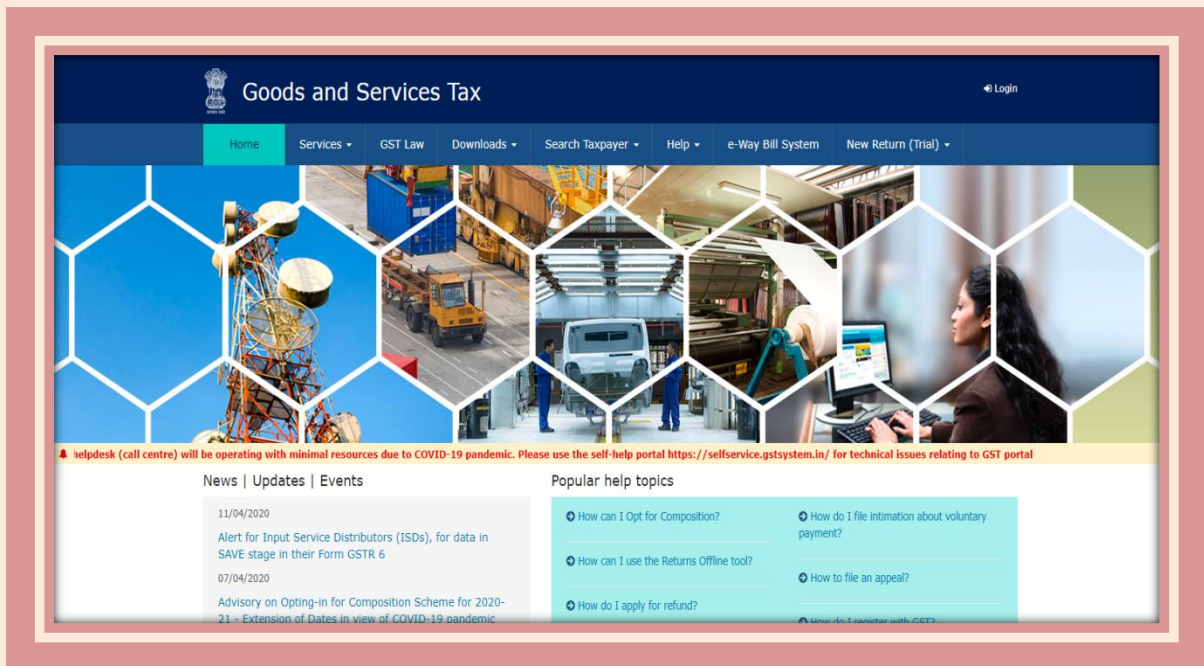 Goods and Services Tax
Login
Home
Services
GST Law
Downloads
Search Taxpayer
Help
e-Way Bill System
New Return (Trial)
helpdesk (call centre) will be operating with minimal resources due to COVID-19 pandemic. Please use the self-help portal https://selfservice.gstsystem.in/ for technical issues relating to GST portal
News | Updates | Events
11/04/2020
Alert for Input Service Distributors (ISDs), for data in
SAVE stage in their Form GSTR 6
07/04/2020
Advisory on Opting-in for Composition Scheme for 2020-
21 - Extension of Dates in view of COVID-19 pandemic
Popular help topics
How can I Opt for Composition?
How can I use the Returns Offline tool?
How do I apply for refund?
How do I file intimation about voluntary
payment?
How to file an appeal?
How do I register with GST?